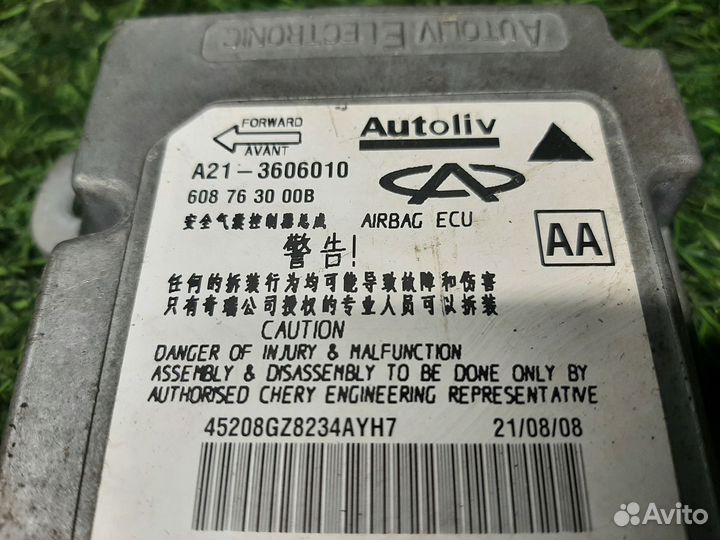 AUTOLIV ELECTRONIC
FORWARD
AVANT
Autoliv
A21-3606010
608 76 30 00B
安全气囊控制器总成 AIRBAG ECU
AA
警告!
任何的拆装行为均可能导致故障和伤害
只有奇瑞公司授权的专业人员可以拆装
CAUTION
DANGER OF INJURY & MALFUNCTION
ASSEMBLY & DISASSEMBLY TO BE DONE ONLY BY
AUTHORISED CHERY ENGINEERING REPRESENTATIVE
45208GZ8234AYH7 21/08/08
Avito